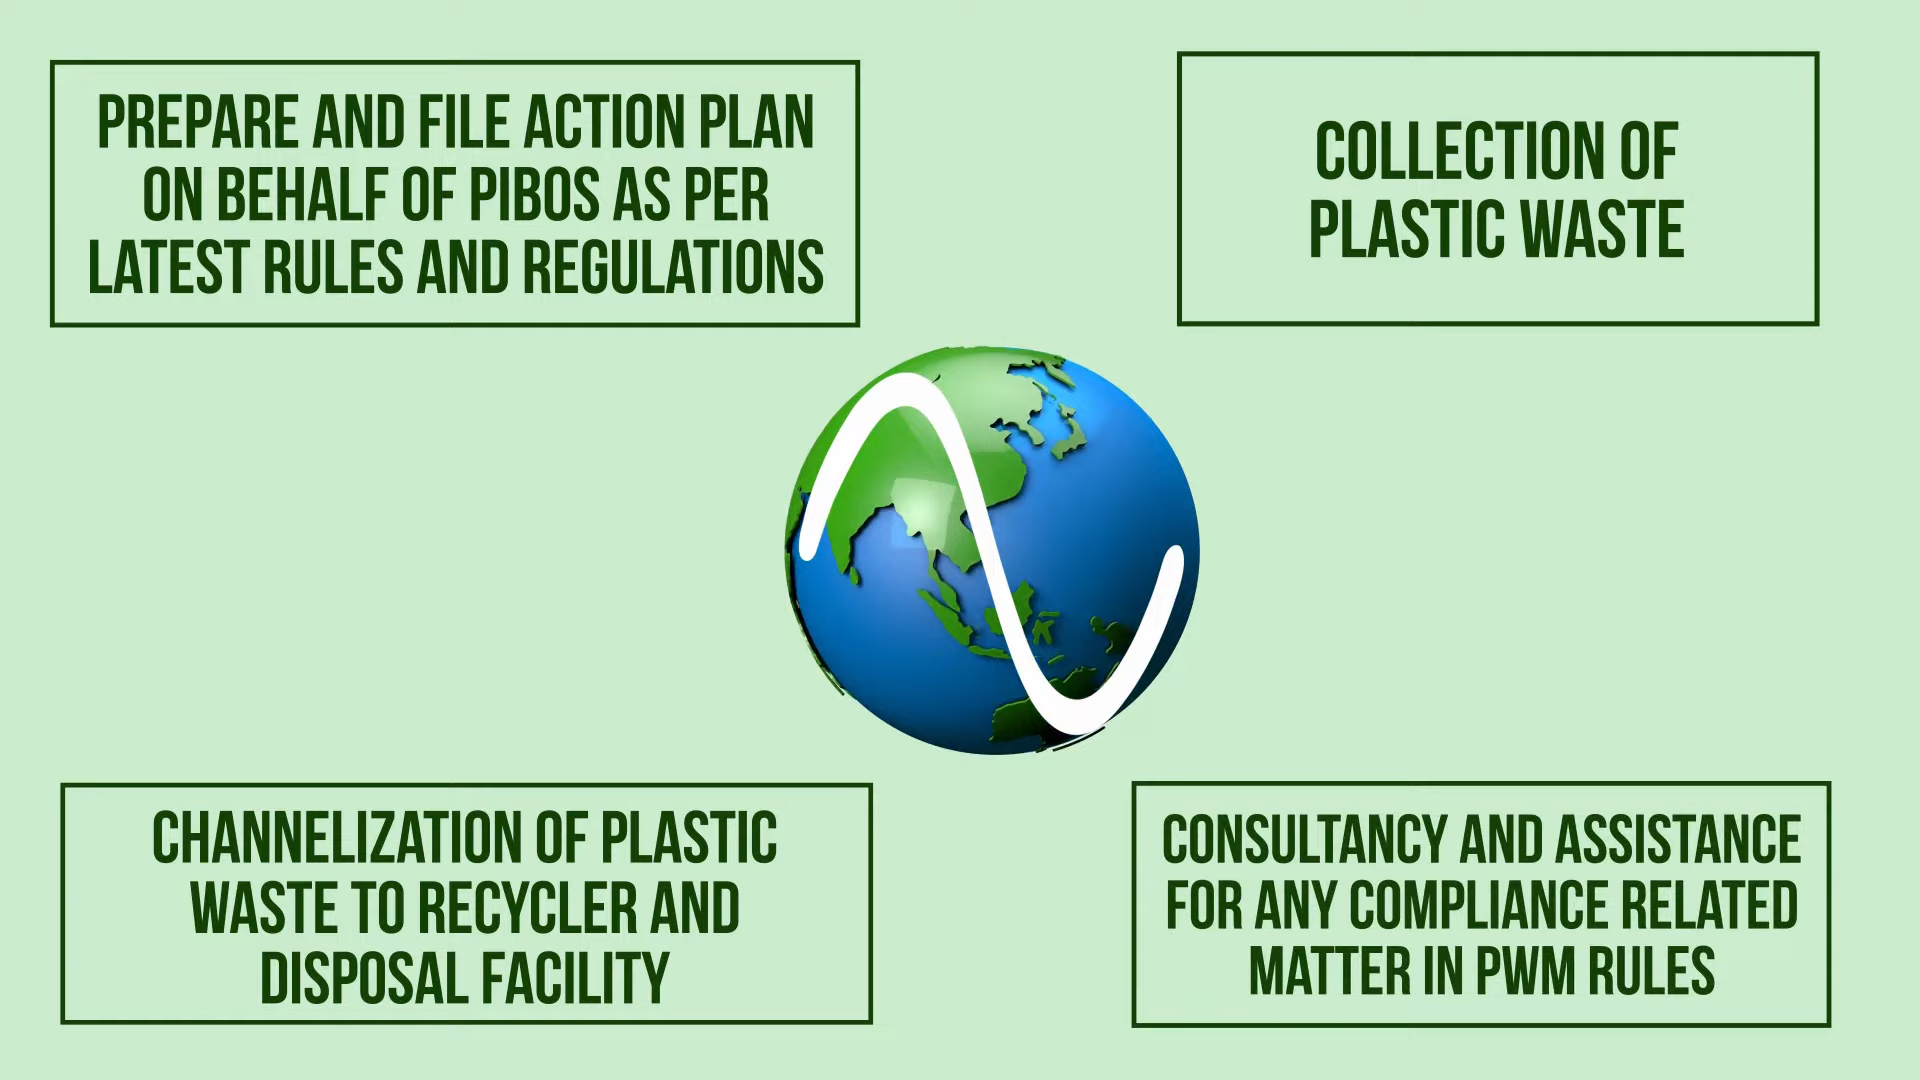 PREPARE AND FILE ACTION PLAN
ON BEHALF OF PIBOS AS PER
LATEST RULES AND REGULATIONS
COLLECTION OF
PLASTIC WASTE
CHANNELIZATION OF PLASTIC
WASTE TO RECYCLER AND
DISPOSAL FACILITY
CONSULTANCY AND ASSISTANCE
FOR ANY COMPLIANCE RELATED
MATTER IN PWM RULES